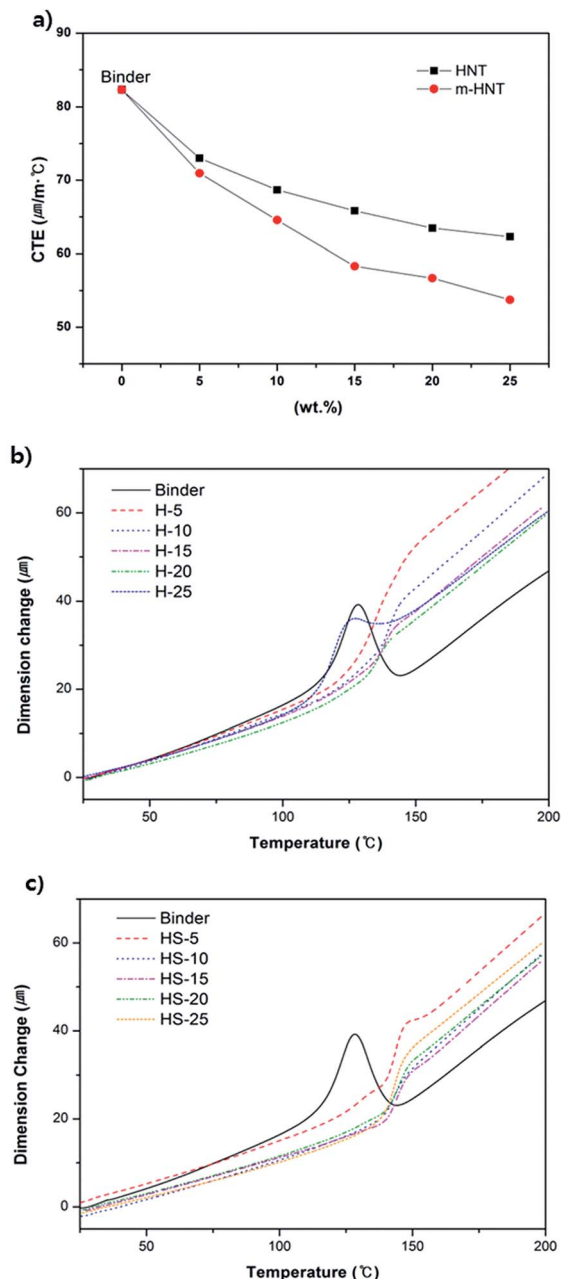 a)
90
80
70
60
50
CTE (㎛/m·℃)
Binder
HNT
m-HNT
0 5 10 15 20 25
(wt.%)
b)
60
40
20
0
Dimension change (㎛)
Binder
H-5
H-10
H-15
H-20
H-25
50 100 150 200
Temperature (℃)
c)
60
40
20
0
Dimension Change (㎛)
Binder
HS-5
HS-10
HS-15
HS-20
HS-25
50 100 150 200
Temperature (℃)